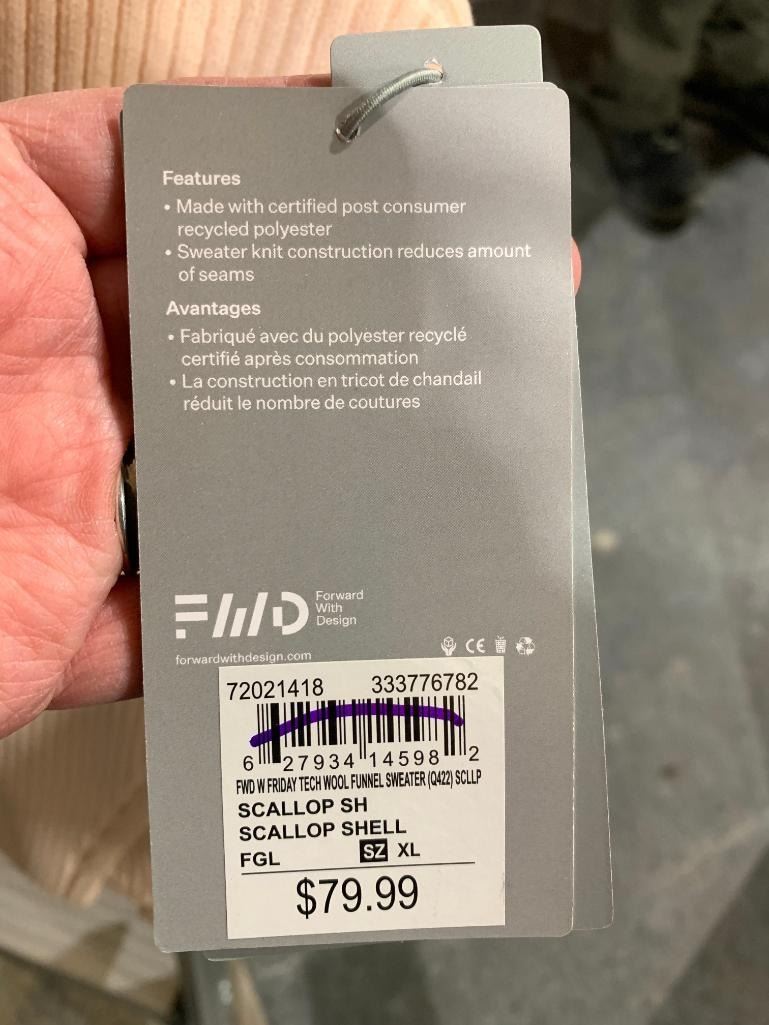 Features
• Made with certified post consumer
recycled polyester
• Sweater knit construction reduces amount
of seams
Avantages
• Fabriqué avec du polyester recyclé
certifié après consommation
• La construction en tricot de chandail
réduit le nombre de coutures
FWD Forward
With
Design
forwardwithdesign.com
CE
72021418 333776782
6 27934 14598 2
FWD W FRIDAY TECH WOOL FUNNEL SWEATER (Q422) SCLLP
SCALLOP SH
SCALLOP SHELL
FGL SZ XL
$79.99